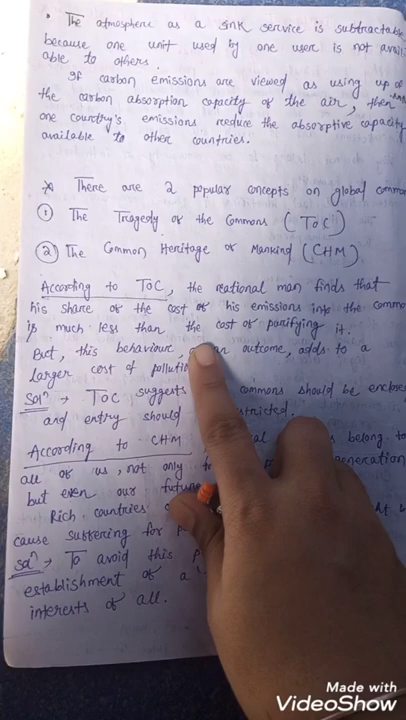 • The atmosphere as a sink service is subtractable
because one unit used by one user is not avail
able to others.
If carbon emissions are viewed as using up of
the carbon absorption capacity of the air, then
one country's emissions reduce the absorptive capacity
available to other countries.
* There are 2 popular concepts on global commo
① The Tragedy of the Commons (TOC)
② The Common Heritage of Mankind (CHM)
According to TOC, the rational man finds that
his share of the cost of his emissions into the commo
is much less than the cost of purifying it.
But, this behaviour, outcome, adds to a
larger cost of pollution
Solⁿ → TOC suggests commons should be enclose
and entry should restricted.
According to CHM belong to
all of us, not only to generation
but even our future
Rich countries
cause suffering for
Solⁿ → To avoid this
establishment of a
interests of all.
Made with
VideoShow